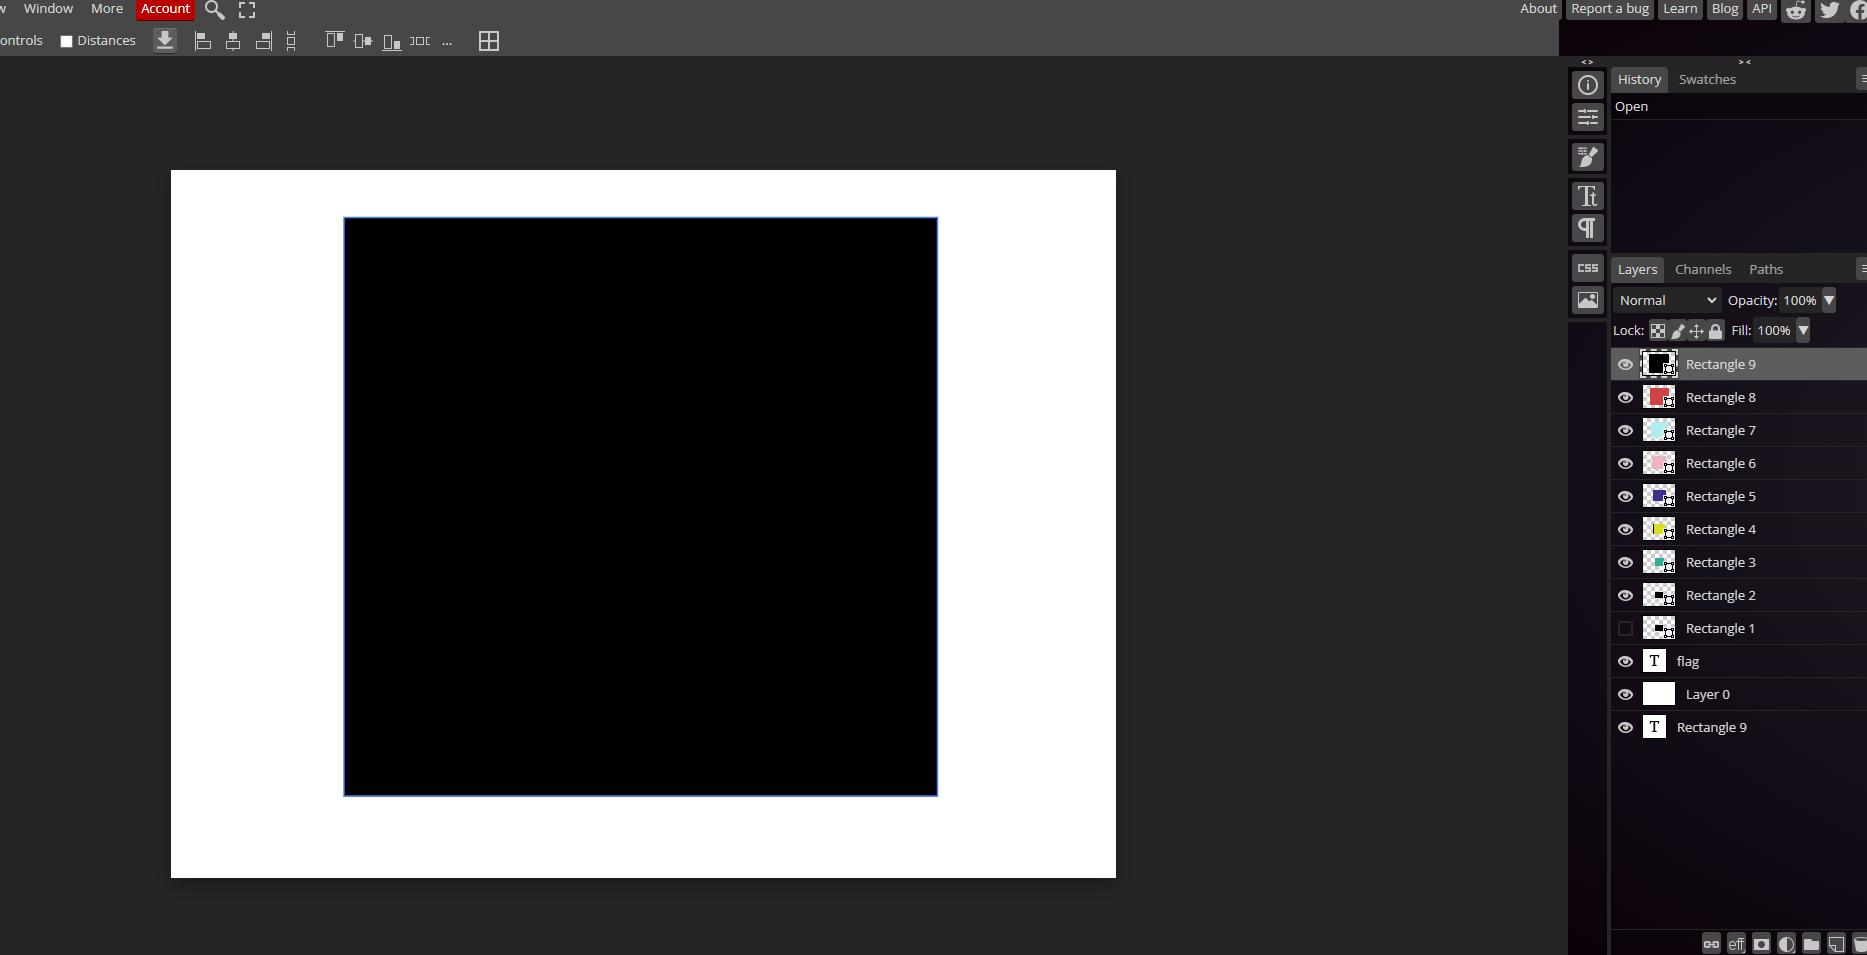 w Window More Account About Report a bug Learn Blog API
ontrols Distances ...
< > > <
History Swatches
Open
CSS
Layers Channels Paths
Normal Opacity: 100%
Lock: Fill: 100%
Rectangle 9
Rectangle 8
Rectangle 7
Rectangle 6
Rectangle 5
Rectangle 4
Rectangle 3
Rectangle 2
Rectangle 1
T flag
Layer 0
T Rectangle 9
eff